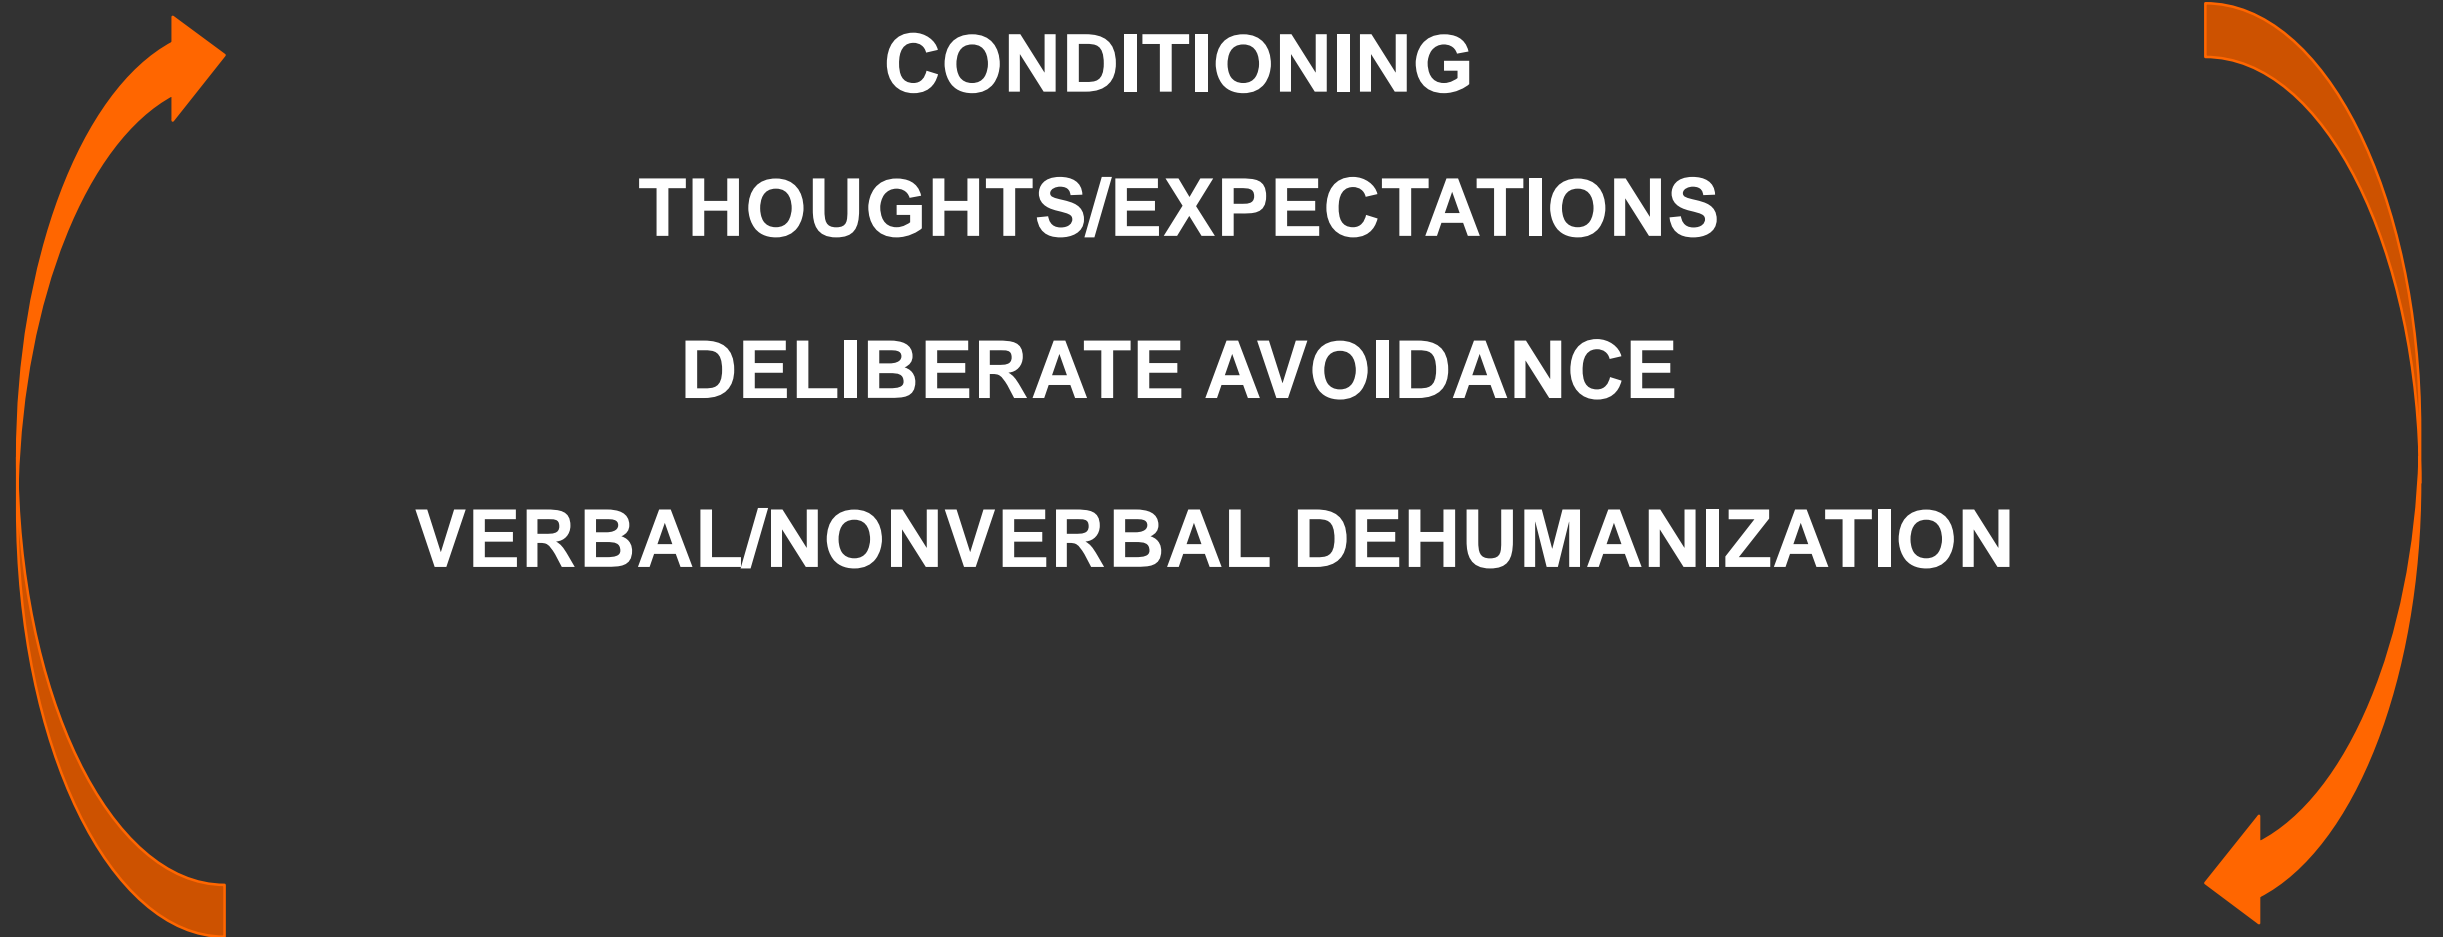 CONDITIONING
THOUGHTS/EXPECTATIONS
DELIBERATE AVOIDANCE
VERBAL/NONVERBAL DEHUMANIZATION